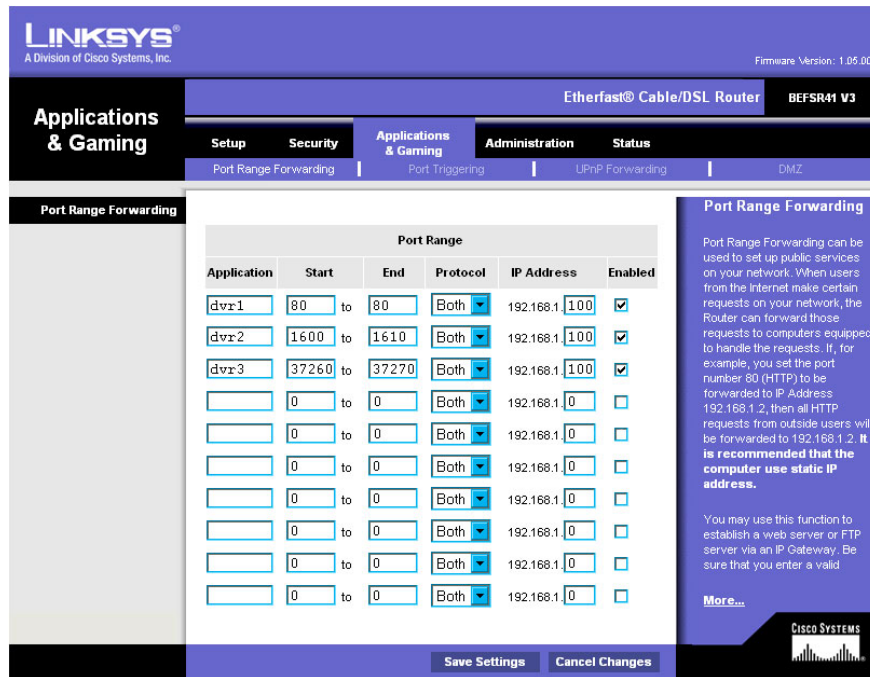 LINKSYS®
A Division of Cisco Systems, Inc.
Firmware Version: 1.05.00
Etherfast® Cable/DSL Router BEFSR41 V3
Applications & Gaming
Setup Security Applications & Gaming Administration Status
Port Range Forwarding Port Triggering UPnP Forwarding DMZ
Port Range Forwarding
Port Range
Application Start End Protocol IP Address Enabled
dvr1 80 to 80 Both 192.168.1.100
dvr2 1600 to 1610 Both 192.168.1.100
dvr3 37260 to 37270 Both 192.168.1.100
0 to 0 Both 192.168.1.0
0 to 0 Both 192.168.1.0
0 to 0 Both 192.168.1.0
0 to 0 Both 192.168.1.0
0 to 0 Both 192.168.1.0
0 to 0 Both 192.168.1.0
0 to 0 Both 192.168.1.0
Port Range Forwarding
Port Range Forwarding can be
used to set up public services
on your network. When users
from the Internet make certain
requests on your network, the
Router can forward those
requests to computers equipped
to handle the requests. If, for
example, you set the port
number 80 (HTTP) to be
forwarded to IP Address
192.168.1.2, then all HTTP
requests from outside users wil
be forwarded to 192.168.1.2. It
is recommended that the
computer use static IP
address.
You may use this function to
establish a web server or FTP
server via an IP Gateway. Be
sure that you enter a valid
More...
CISCO SYSTEMS
Save Settings Cancel Changes